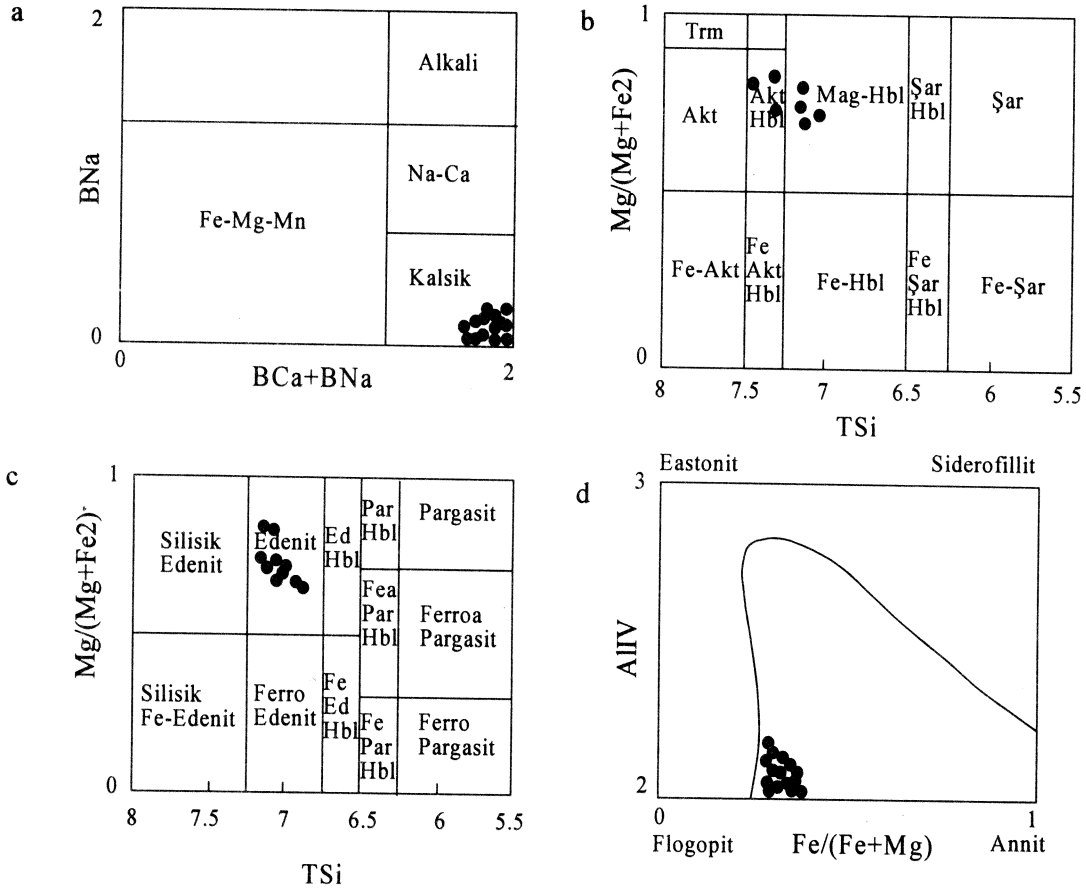 a
2
BNa
Alkali
Na-Ca
Fe-Mg-Mn
Kalsik
0
0
2
BCa+BNa
b
1
Mg/(Mg+Fe2)
Trm
Akt
Akt
Hbl
Mag-Hbl
Şar
Hbl
Şar
Fe-Akt
Fe
Akt
Hbl
Fe-Hbl
Fe
Şar
Hbl
Fe-Şar
0
8
7.5
7
6.5
6
5.5
TSi
c
1
Mg/(Mg+Fe2)-
Silisik
Edenit
Edenit
Ed
Hbl
Par
Hbl
Pargasit
Fea
Par
Hbl
Ferroa
Pargasit
Silisik
Fe-Edenit
Ferro
Edenit
Fe
Ed
Hbl
Fe
Par
Hbl
Ferro
Pargasit
0
8
7.5
7
6.5
6
5.5
TSi
d
Eastonit
Siderofillit
3
AlIV
2
0
1
Flogopit
Fe/(Fe+Mg)
Annit